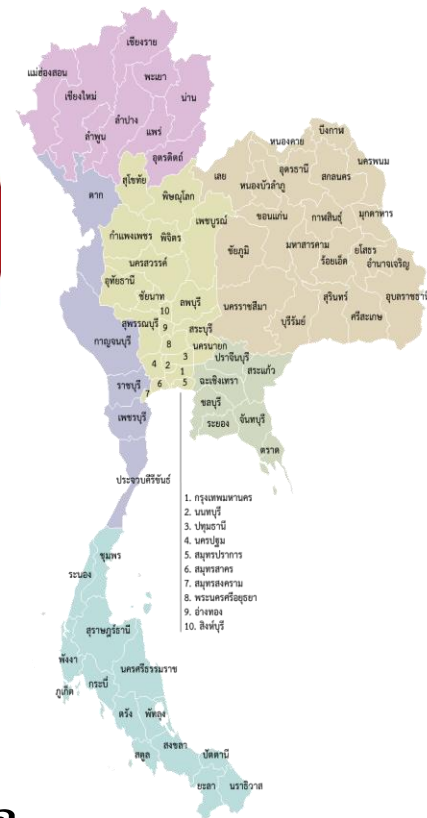 เชียงราย
แม่ฮ่องสอน
พะเยา
เชียงใหม่
น่าน
ลำปาง
ลำพูน
แพร่
อุตรดิตถ์
บึงกาฬ
หนองคาย
เลย
อุดรธานี
นครพนม
หนองบัวลำภู
สกลนคร
ตาก
สุโขทัย
พิษณุโลก
เพชรบูรณ์
ขอนแก่น
กาฬสินธุ์
มุกดาหาร
กำแพงเพชร
พิจิตร
ชัยภูมิ
มหาสารคาม
ยโสธร
ร้อยเอ็ด
อำนาจเจริญ
นครสวรรค์
อุทัยธานี
ชัยนาท
ลพบุรี
นครราชสีมา
บุรีรัมย์
สุรินทร์
ศรีสะเกษ
อุบลราชธานี
10
สุพรรณบุรี
9
สระบุรี
กาญจนบุรี
8
นครนายก
ปราจีนบุรี
3
4
2
1
สระแก้ว
ราชบุรี
6
5
7
ฉะเชิงเทรา
ชลบุรี
เพชรบุรี
ระยอง
จันทบุรี
ตราด
ประจวบคีรีขันธ์
1. กรุงเทพมหานคร
2. นนทบุรี
3. ปทุมธานี
4. นครปฐม
5. สมุทรปราการ
6. สมุทรสาคร
7. สมุทรสงคราม
8. พระนครศรีอยุธยา
9. อ่างทอง
10. สิงห์บุรี
ชุมพร
ระนอง
สุราษฎร์ธานี
พังงา
นครศรีธรรมราช
ภูเก็ต
กระบี่
ตรัง
พัทลุง
สตูล
สงขลา
ปัตตานี
ยะลา
นราธิวาส